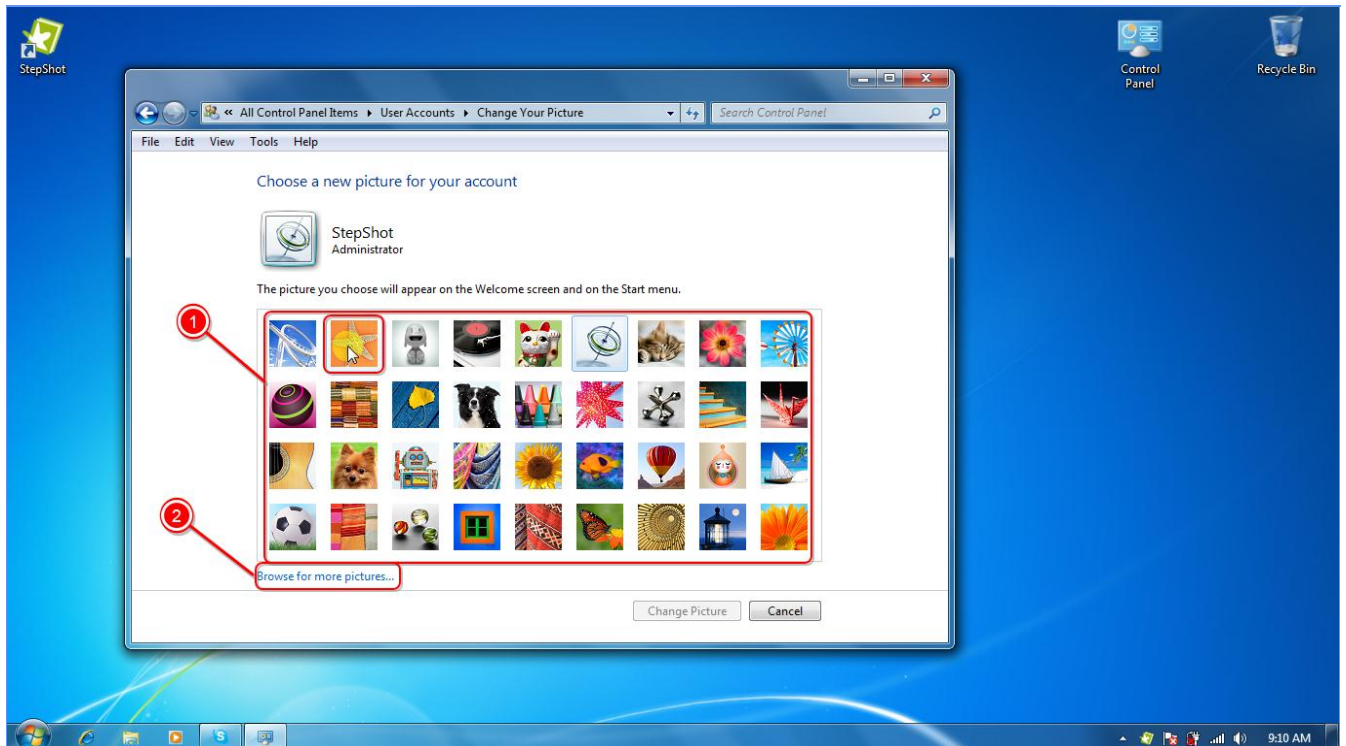 StepShot
Control
Panel
Recycle Bin
« All Control Panel Items ▸ User Accounts ▸ Change Your Picture
Search Control Panel
File Edit View Tools Help
Choose a new picture for your account
StepShot
Administrator
The picture you choose will appear on the Welcome screen and on the Start menu.
1
2
Browse for more pictures...
Change Picture Cancel
9:10 AM